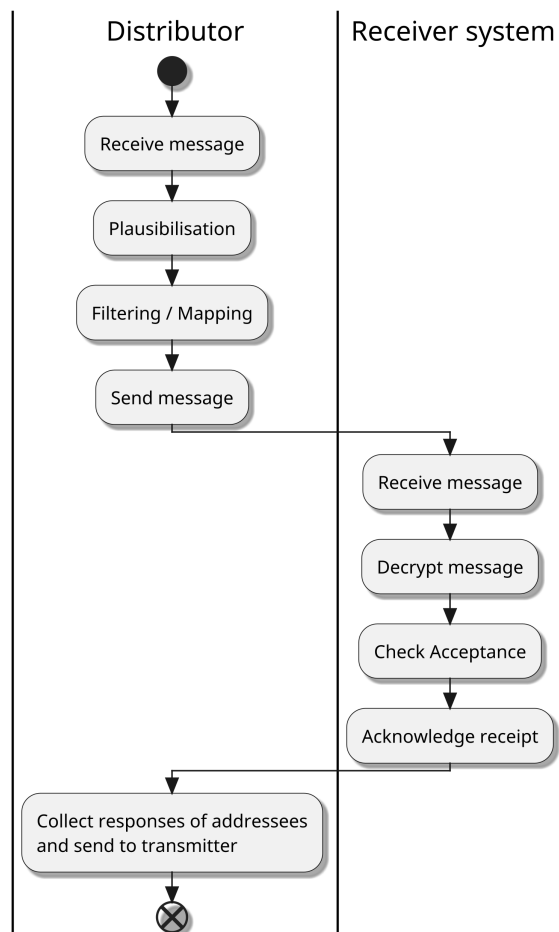 Distributor
Receiver system
Receive message
Plausibilisation
Filtering / Mapping
Send message
Receive message
Decrypt message
Check Acceptance
Acknowledge receipt
Collect responses of addressees
and send to transmitter